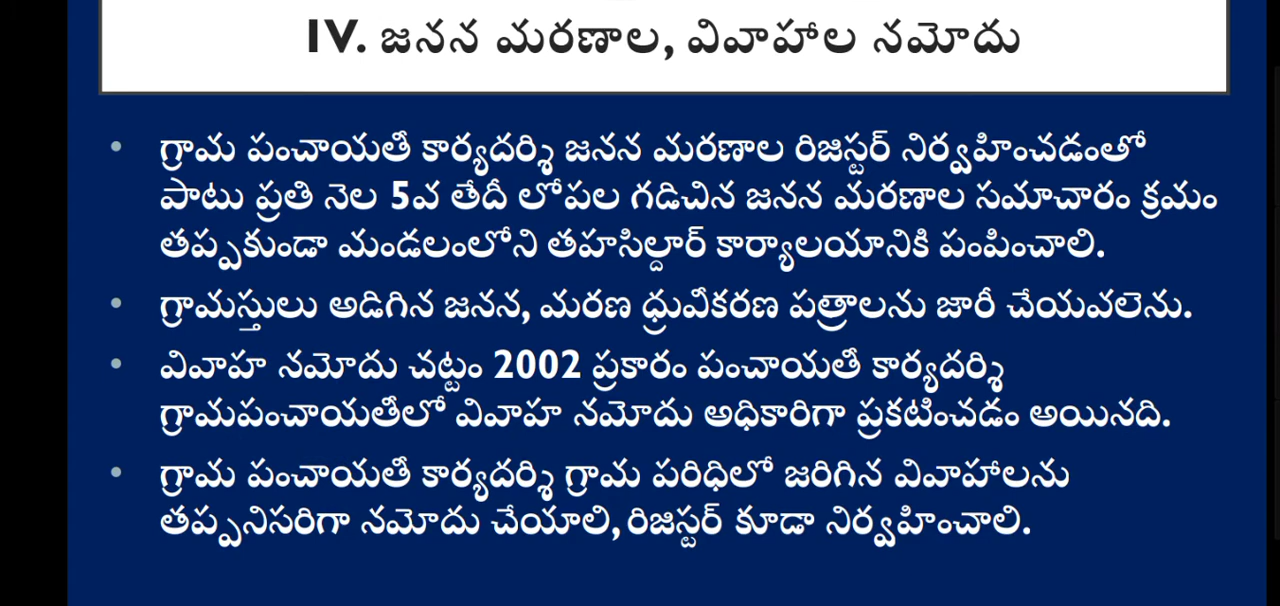 IV. జనన మరణాల, వివాహాల నమోదు
• గ్రామ పంచాయతీ కార్యదర్శి జనన మరణాల రిజిస్టర్ నిర్వహించడంతో
పాటు ప్రతి నెల 5వ తేదీ లోపల గడిచిన జనన మరణాల సమాచారం క్రమం
తప్పకుండా మండలంలోని తహసిల్దార్ కార్యాలయానికి పంపించాలి.
• గ్రామస్తులు అడిగిన జనన, మరణ ధ్రువీకరణ పత్రాలను జారీ చేయవలెను.
• వివాహ నమోదు చట్టం 2002 ప్రకారం పంచాయతీ కార్యదర్శి
గ్రామపంచాయతీలో వివాహ నమోదు అధికారిగా ప్రకటించడం అయినది.
• గ్రామ పంచాయతీ కార్యదర్శి గ్రామ పరిధిలో జరిగిన వివాహాలను
తప్పనిసరిగా నమోదు చేయాలి, రిజిస్టర్ కూడా నిర్వహించాలి.